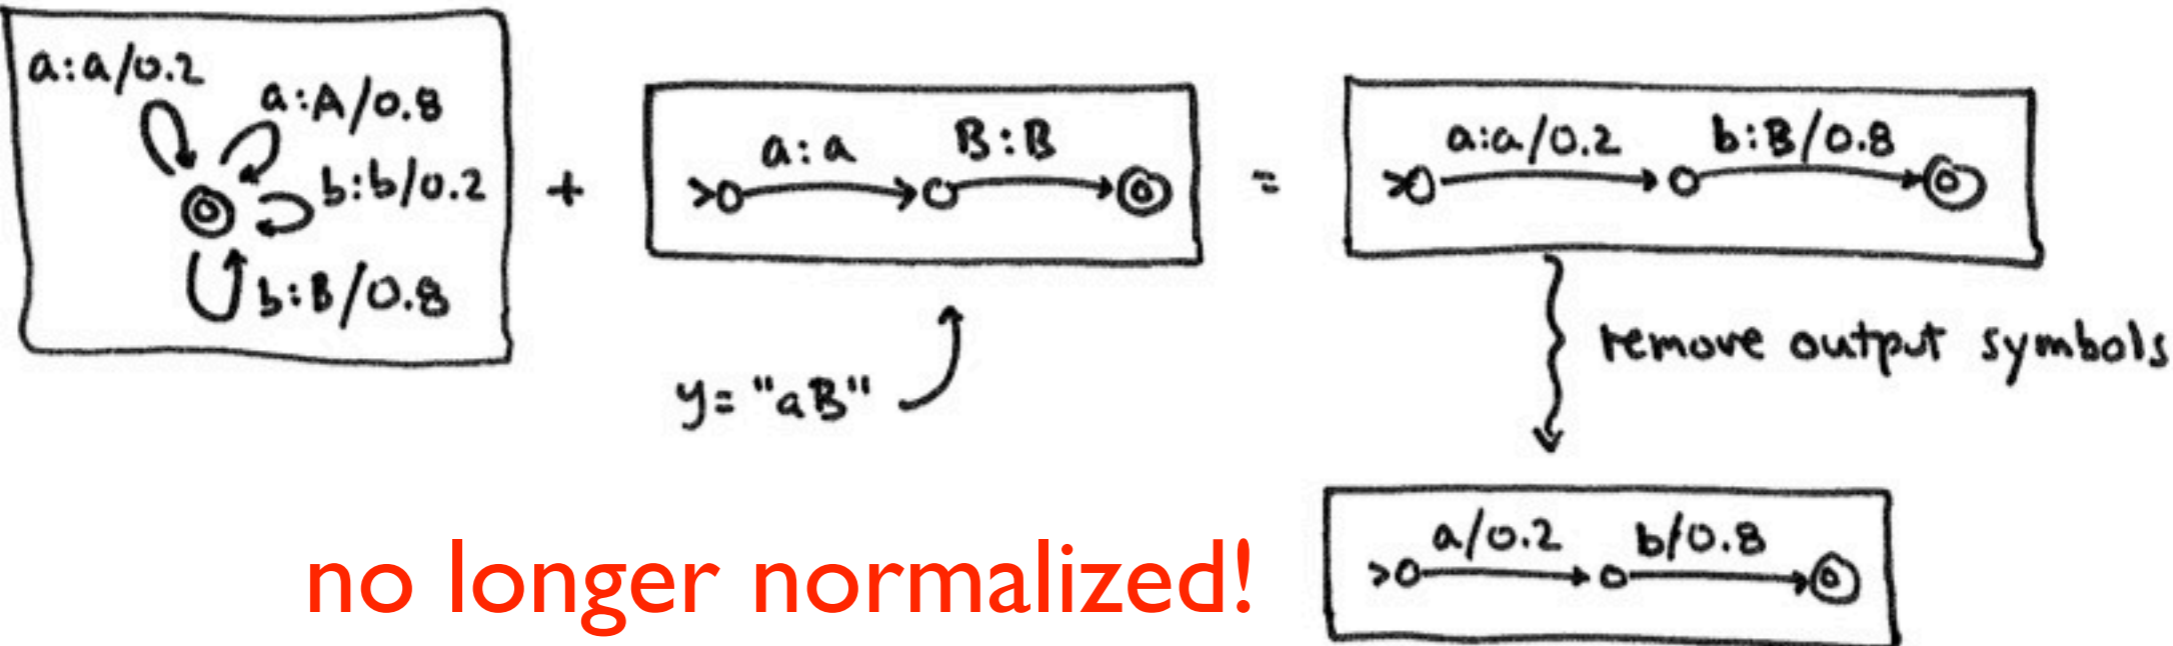 a:a/0.2
a:A/0.8
b:b/0.2
b:B/0.8
+
a:a B:B
y="aB"
=
a:a/0.2 b:B/0.8
remove output symbols
a/0.2 b/0.8
no longer normalized!